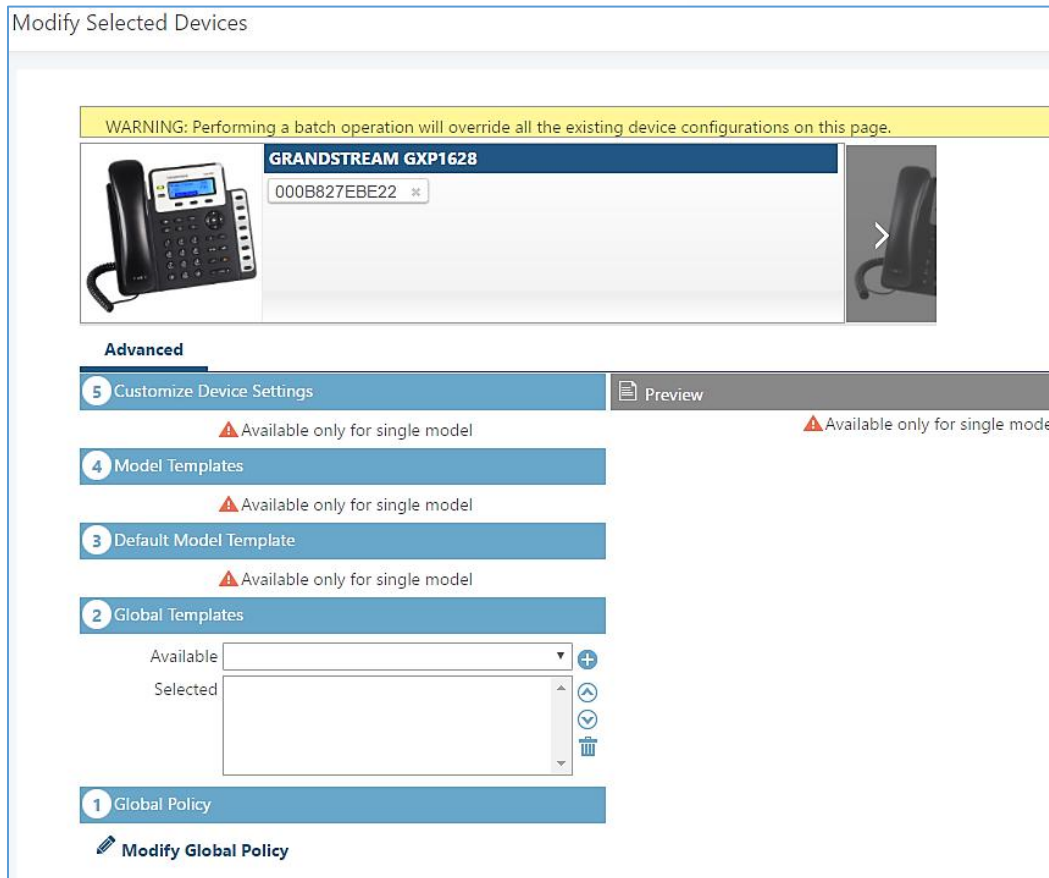 Modify Selected Devices
WARNING: Performing a batch operation will override all the existing device configurations on this page.
GRANDSTREAM GXP1628
000B827EBE22 ×
Advanced
5 Customize Device Settings
Available only for single model
4 Model Templates
Available only for single model
3 Default Model Template
Available only for single model
2 Global Templates
Available
Selected
1 Global Policy
Modify Global Policy
Preview
Available only for single mode